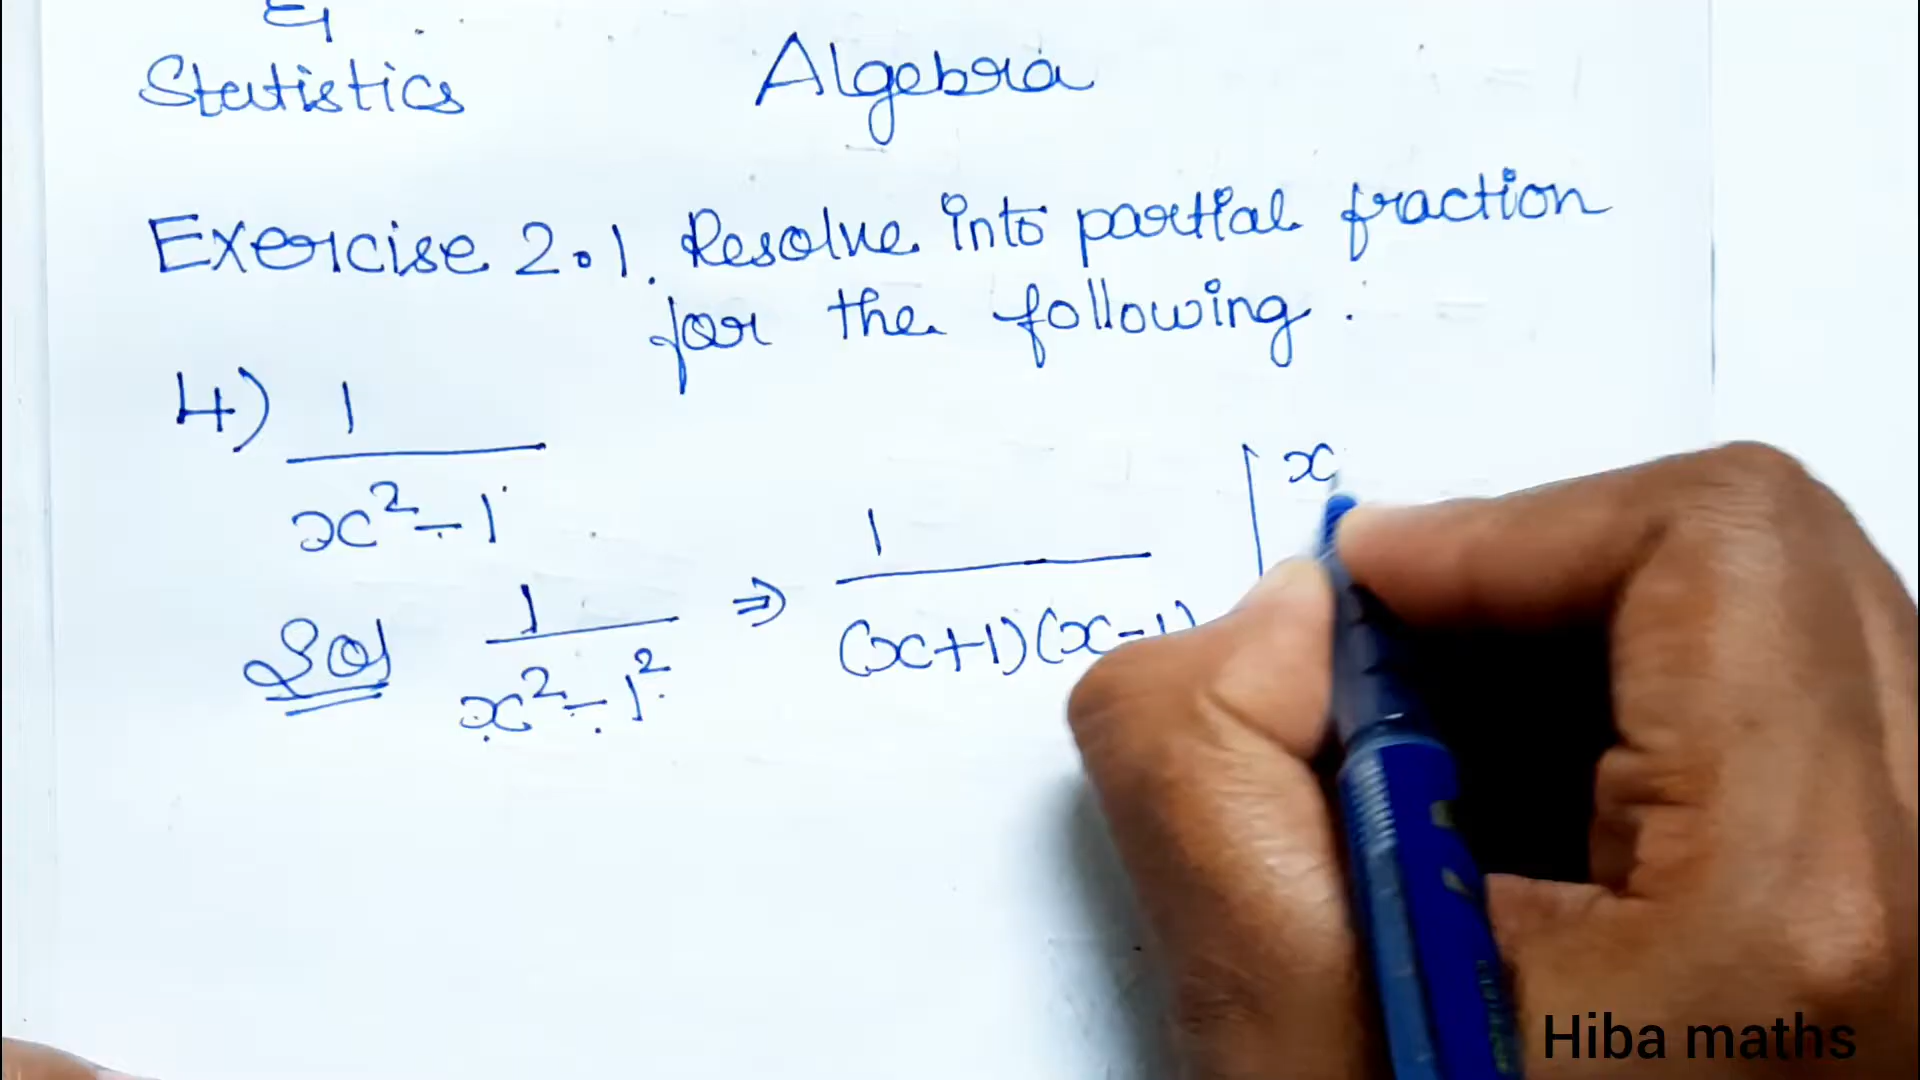 Statistics Algebra
Exercise 2.1. Resolve into partial fraction
for the following :
4) 1
x² - 1
Sol 1 ⇒ 1 | x
x² - 1² (x+1)(x-1)
Hiba maths